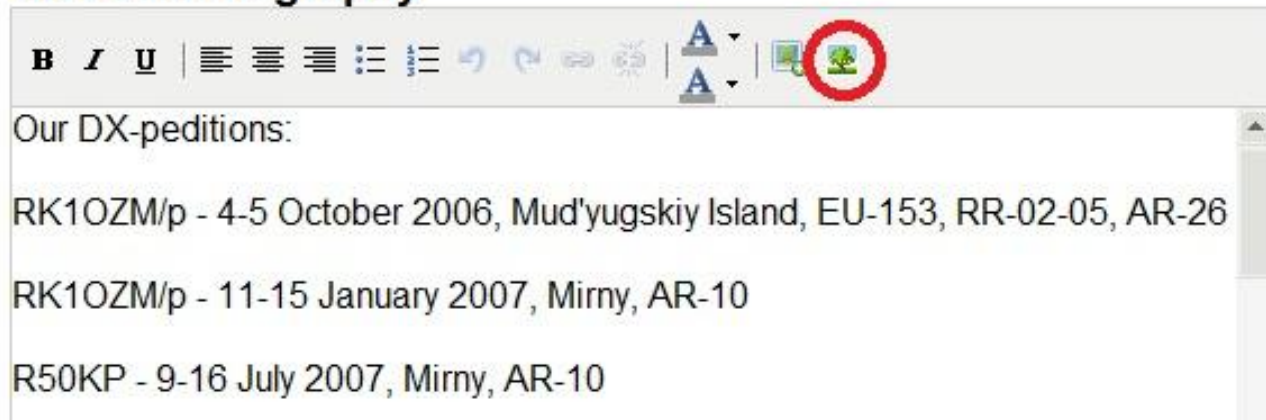 B I U A
A
Our DX-peditions:
RK1OZM/p - 4-5 October 2006, Mud'yugskiy Island, EU-153, RR-02-05, AR-26
RK1OZM/p - 11-15 January 2007, Mirny, AR-10
R50KP - 9-16 July 2007, Mirny, AR-10